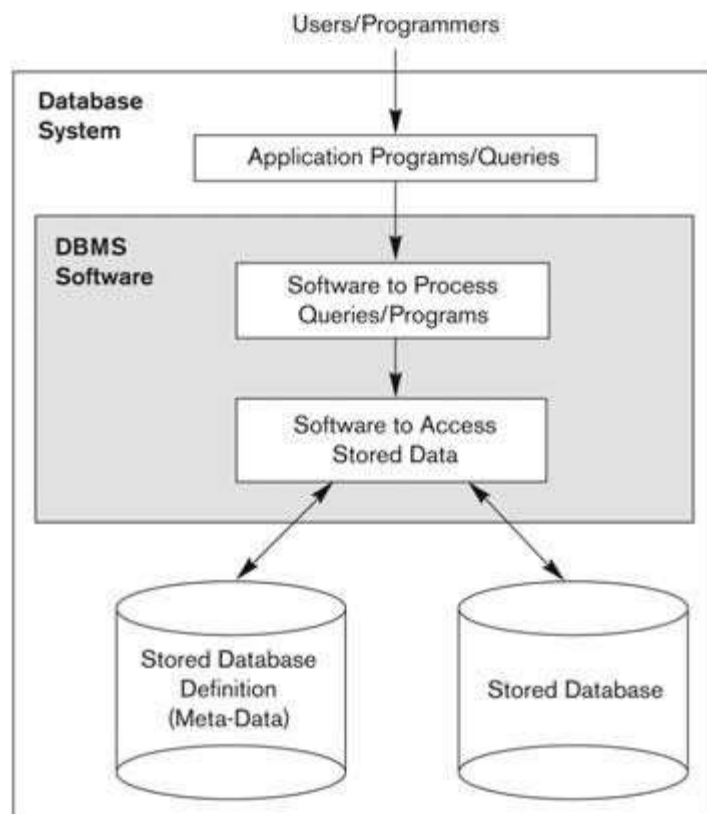 Users/Programmers
Database
System
Application Programs/Queries
DBMS
Software
Software to Process
Queries/Programs
Software to Access
Stored Data
Stored Database
Definition
(Meta-Data)
Stored Database